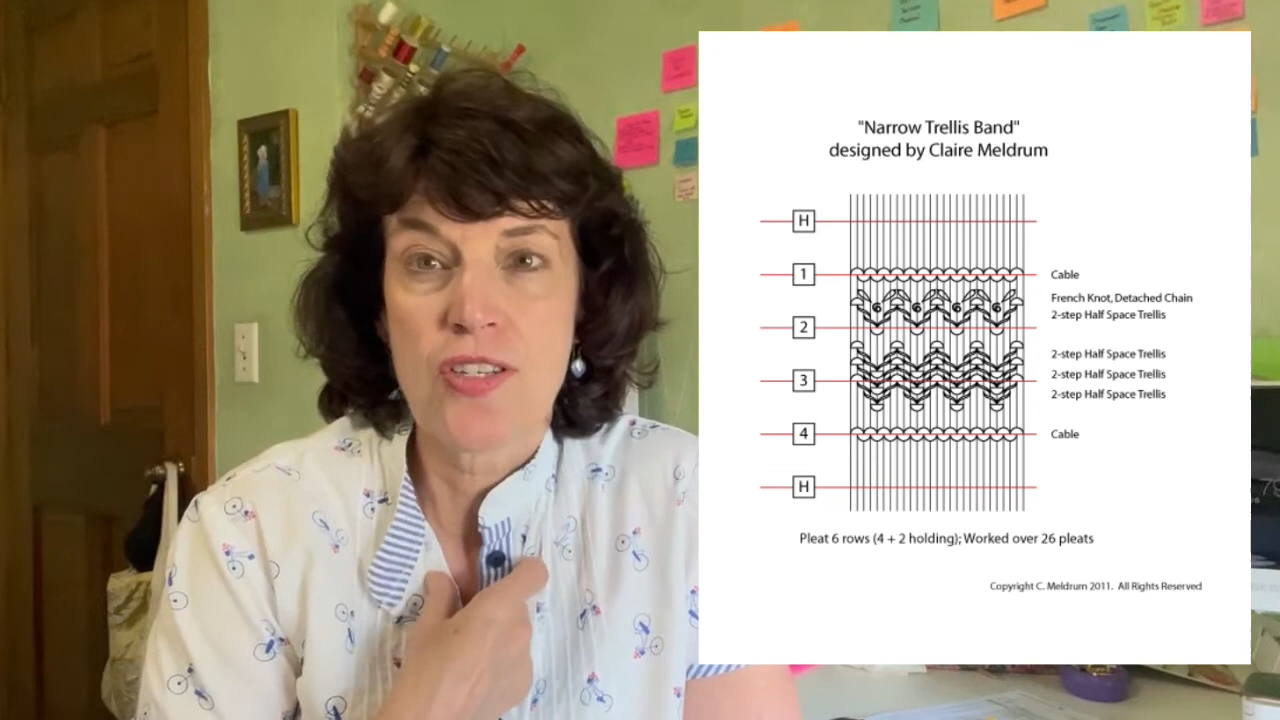 "Narrow Trellis Band"
designed by Claire Meldrum
H
1
Cable
French Knot, Detached Chain
2-step Half Space Trellis
2
2-step Half Space Trellis
3
2-step Half Space Trellis
2-step Half Space Trellis
4
Cable
H
Pleat 6 rows (4 + 2 holding); Worked over 26 pleats
Copyright C. Meldrum 2011. All Rights Reserved